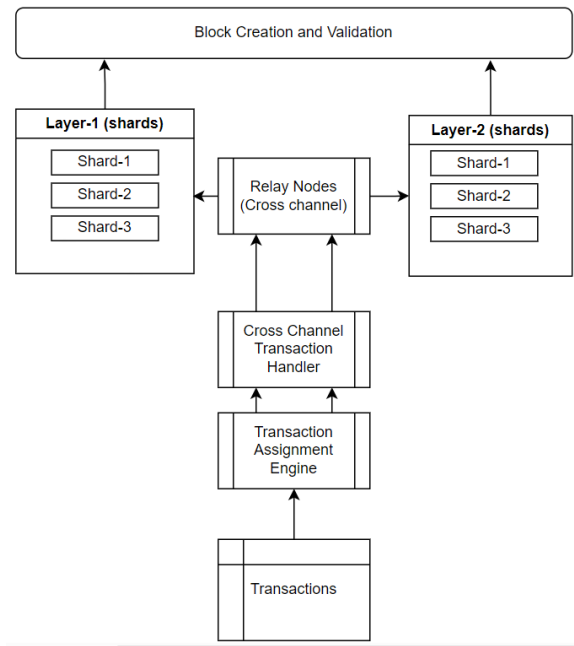 Block Creation and Validation
Layer-1 (shards)
Shard-1
Shard-2
Shard-3
Layer-2 (shards)
Shard-1
Shard-2
Shard-3
Relay Nodes
(Cross channel)
Cross Channel
Transaction
Handler
Transaction
Assignment
Engine
Transactions